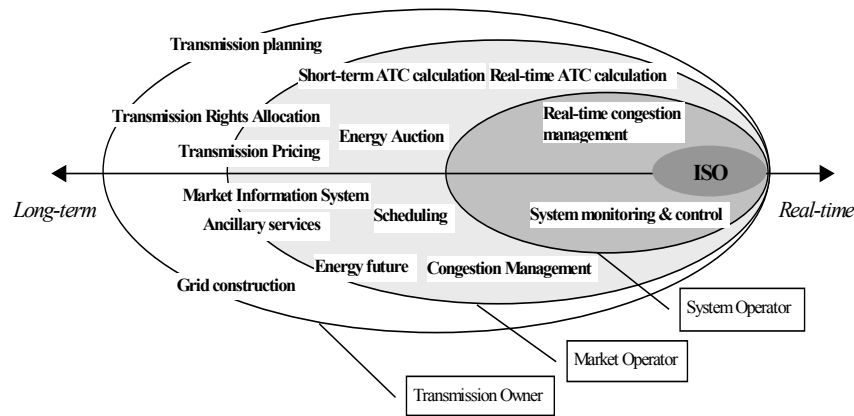 Transmission planning
Short-term ATC calculation
Real-time ATC calculation
Transmission Rights Allocation
Real-time congestion
management
Energy Auction
Transmission Pricing
ISO
Long-term
Real-time
Market Information System
Ancillary services
Scheduling
System monitoring & control
Energy future
Congestion Management
Grid construction
System Operator
Market Operator
Transmission Owner